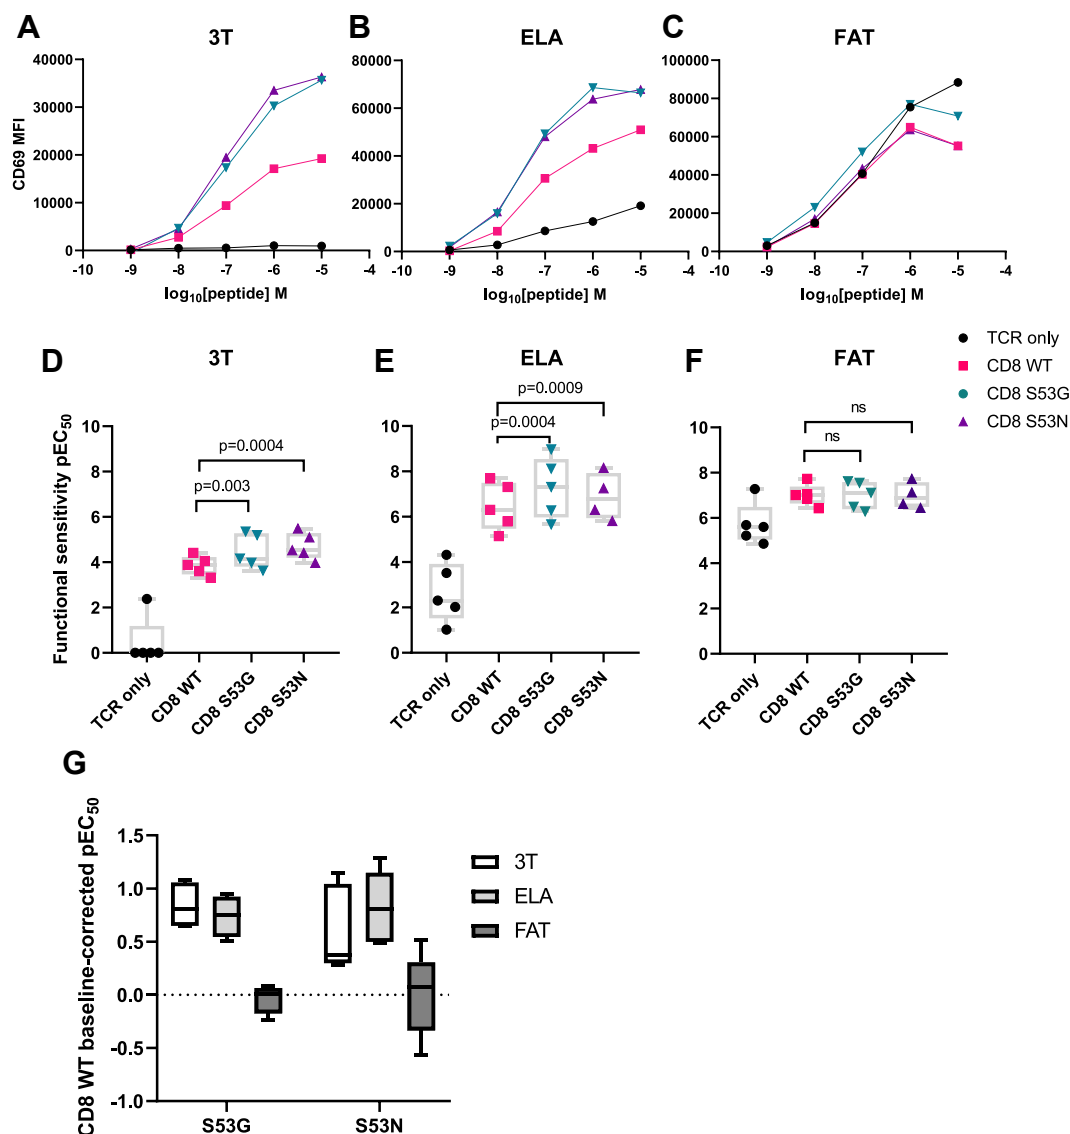 A
3T
B
ELA
C
FAT
CD69 MFI
40000
30000
20000
10000
0
-10 -9 -8 -7 -6 -5 -4
log10[peptide] M
80000
60000
40000
20000
0
-10 -9 -8 -7 -6 -5 -4
log10[peptide] M
100000
80000
60000
40000
20000
0
-10 -9 -8 -7 -6 -5 -4
log10[peptide] M
TCR only
CD8 WT
CD8 S53G
CD8 S53N
D
3T
E
ELA
F
FAT
Functional sensitivity pEC50
10
8
6
4
2
0
p=0.0004
p=0.003
TCR only
CD8 WT
CD8 S53G
CD8 S53N
10
8
6
4
2
0
p=0.0009
p=0.0004
TCR only
CD8 WT
CD8 S53G
CD8 S53N
10
8
6
4
2
0
ns
ns
TCR only
CD8 WT
CD8 S53G
CD8 S53N
G
CD8 WT baseline-corrected pEC50
1.5
1.0
0.5
0.0
-0.5
-1.0
S53G
S53N
3T
ELA
FAT